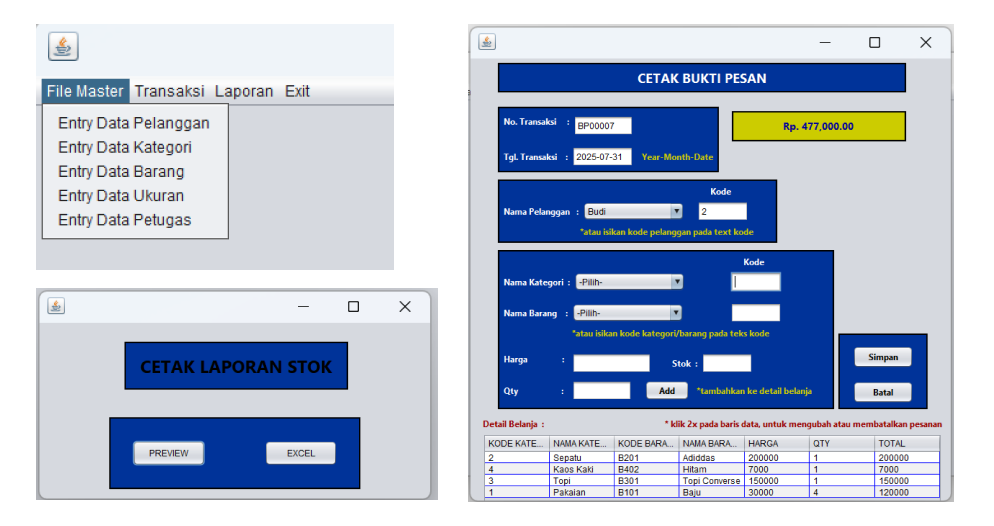 File Master Transaksi Laporan Exit
Entry Data Pelanggan
Entry Data Kategori
Entry Data Barang
Entry Data Ukuran
Entry Data Petugas
CETAK LAPORAN STOK
PREVIEW EXCEL
CETAK BUKTI PESAN
No. Transaksi : BP00007
Rp. 477,000.00
Tgl. Transaksi : 2025-07-31 Year-Month-Date
Kode
Nama Pelanggan : Budi 2
*atau isikan kode pelanggan pada text kode
Kode
Nama Kategori : -Pilih-
Nama Barang : -Pilih-
*atau isikan kode kategori/barang pada teks kode
Harga : Stok :
Qty : Add *tambahkan ke detail belanja
Simpan
Batal
Detail Belanja : * klik 2x pada baris data, untuk mengubah atau membatalkan pesanan
KODE KATE... NAMA KATE... KODE BARA... NAMA BARA... HARGA QTY TOTAL
2 Sepatu B201 Adiddas 200000 1 200000
4 Kaos Kaki B402 Hitam 7000 1 7000
3 Topi B301 Topi Converse 150000 1 150000
1 Pakaian B101 Baju 30000 4 120000